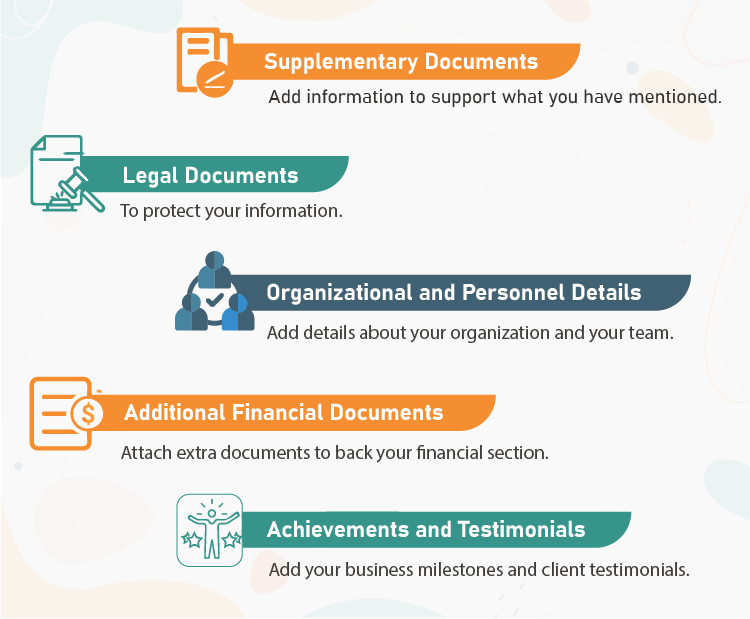 Supplementary Documents
Add information to support what you have mentioned.
Legal Documents
To protect your information.
Organizational and Personnel Details
Add details about your organization and your team.
$
Additional Financial Documents
Attach extra documents to back your financial section.
Achievements and Testimonials
Add your business milestones and client testimonials.